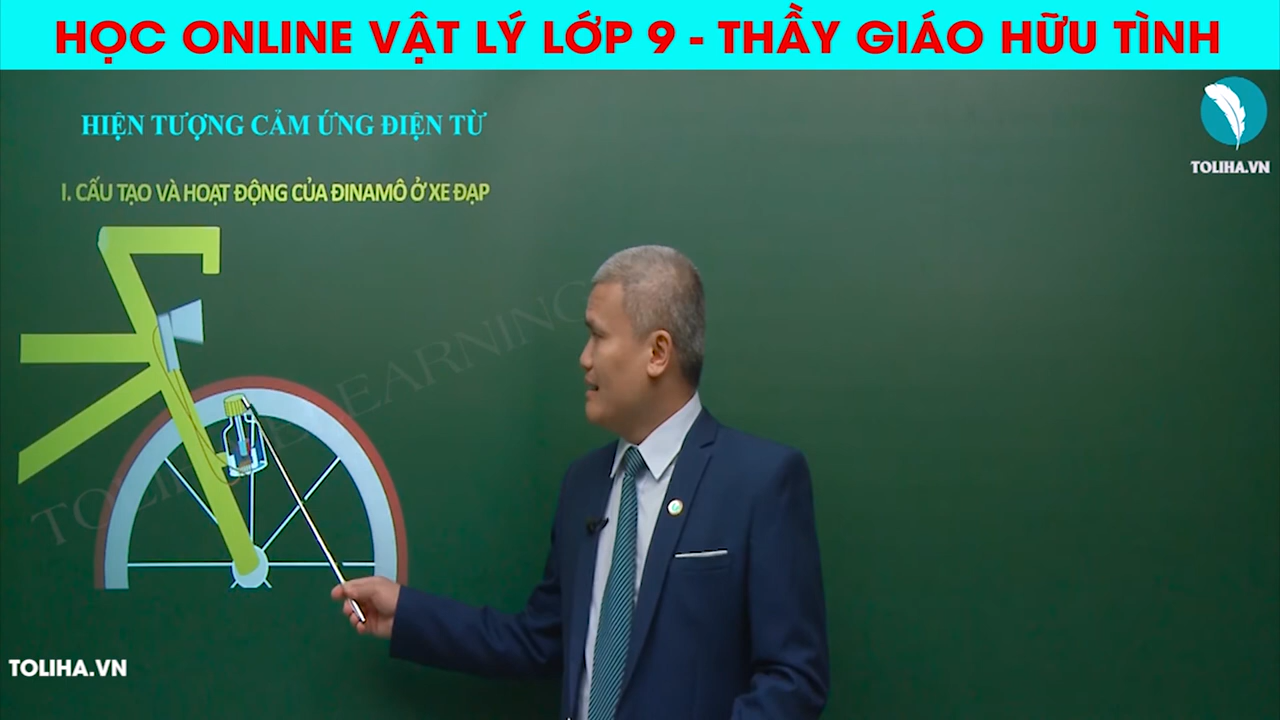 HỌC ONLINE VẬT LÝ LỚP 9 - THẦY GIÁO HỮU TÌNH
HIỆN TƯỢNG CẢM ỨNG ĐIỆN TỪ
TOLIHA.VN
I. CẤU TẠO VÀ HOẠT ĐỘNG CỦA ĐINAMÔ Ở XE ĐẠP
TOLIHA.VN